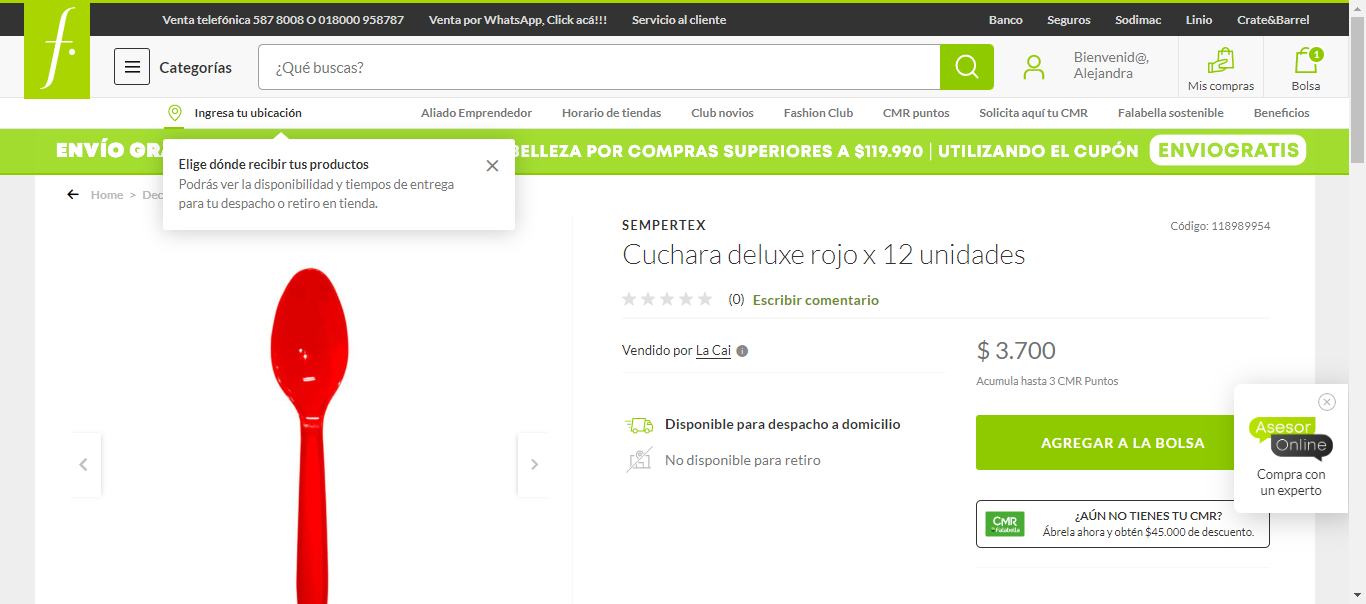 Venta telefónica 587 8008 O 018000 958787 Venta por WhatsApp, Click acá!!! Servicio al cliente Banco Seguros Sodimac Linio Crate&Barrel
f.
Categorías
¿Qué buscas?
Bienvenid@,
Alejandra
Mis compras
1
Bolsa
Ingresa tu ubicación Aliado Emprendedor Horario de tiendas Club novios Fashion Club CMR puntos Solicita aquí tu CMR Falabella sostenible Beneficios
ENVÍO GRA
BELLEZA POR COMPRAS SUPERIORES A $119.990 | UTILIZANDO EL CUPÓN ENVIOGRATIS
Elige dónde recibir tus productos
Podrás ver la disponibilidad y tiempos de entrega
para tu despacho o retiro en tienda.
Home > Dec
SEMPERTEX
Código: 118989954
Cuchara deluxe rojo x 12 unidades
(0) Escribir comentario
Vendido por La Cai
$ 3.700
Acumula hasta 3 CMR Puntos
Disponible para despacho a domicilio
No disponible para retiro
AGREGAR A LA BOLSA
Asesor
Online
Compra con
un experto
CMR
Falabella
¿AÚN NO TIENES TU CMR?
Ábrela ahora y obtén $45.000 de descuento.